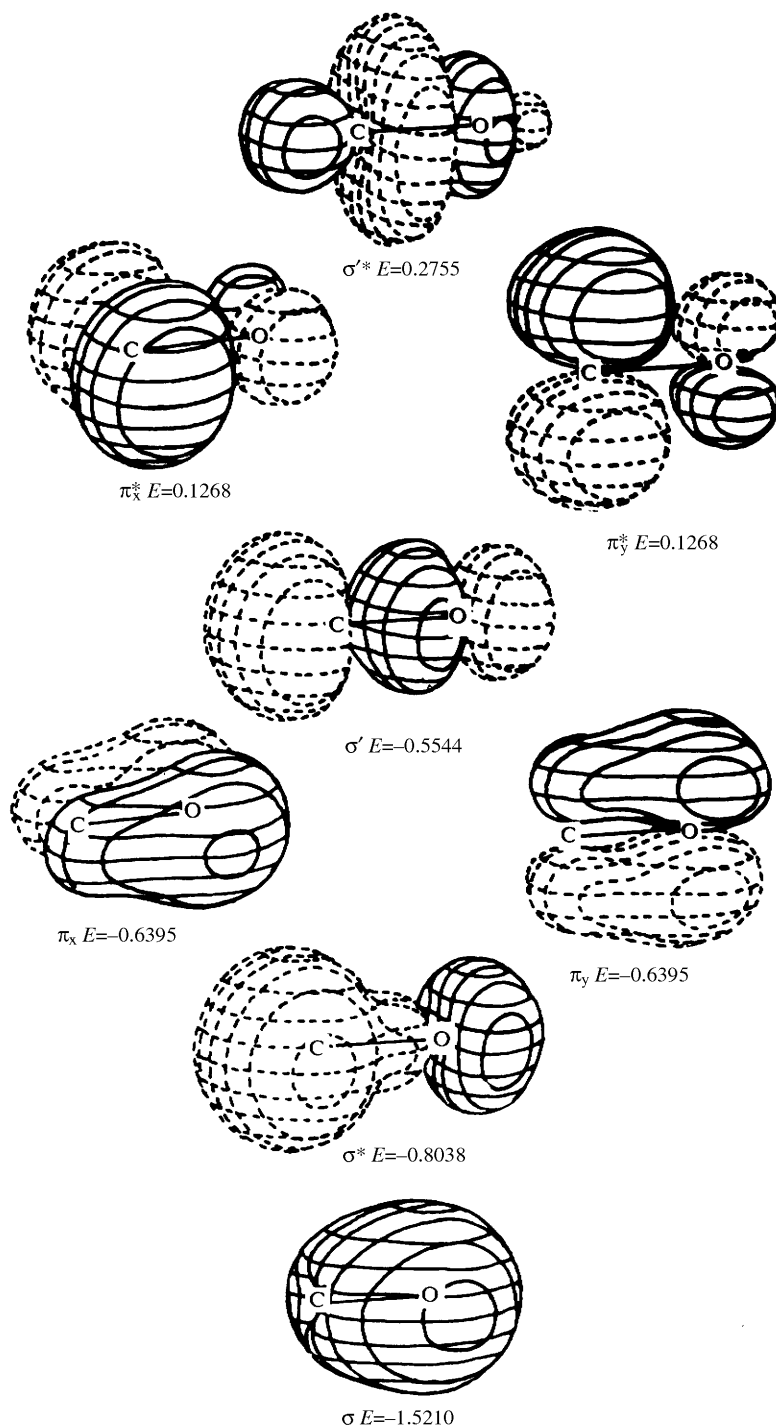 C O
σ'* E=0.2755
C O
C O
π*x E=0.1268
π*y E=0.1268
C O
σ' E=–0.5544
C O
C O
πx E=–0.6395
πy E=–0.6395
C O
σ* E=–0.8038
C O
σ E=–1.5210